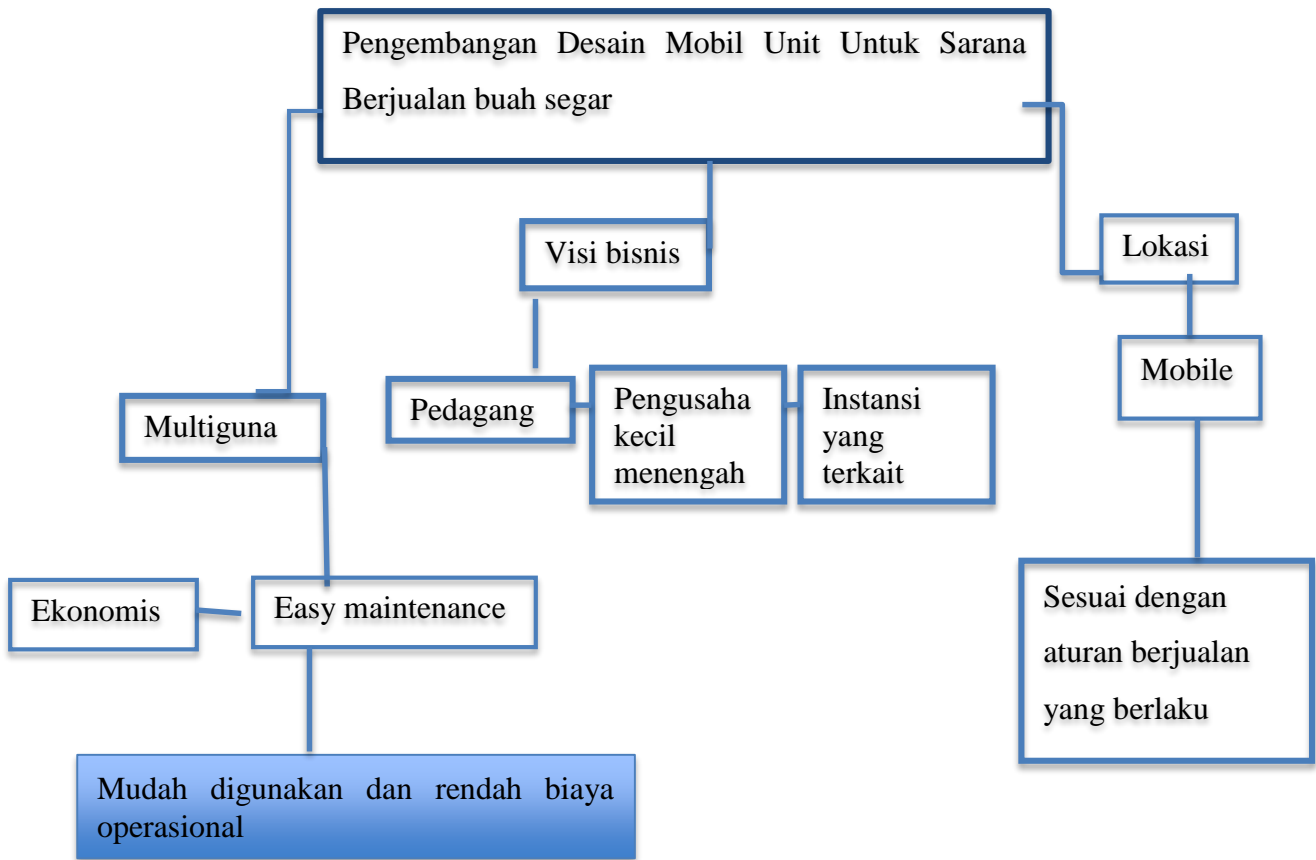 Pengembangan Desain Mobil Unit Untuk Sarana
Berjualan buah segar
Visi bisnis
Lokasi
Mobile
Multiguna
Pedagang
Pengusaha
kecil
menengah
Instansi
yang
terkait
Ekonomis
Easy maintenance
Sesuai dengan
aturan berjualan
yang berlaku
Mudah digunakan dan rendah biaya
operasional